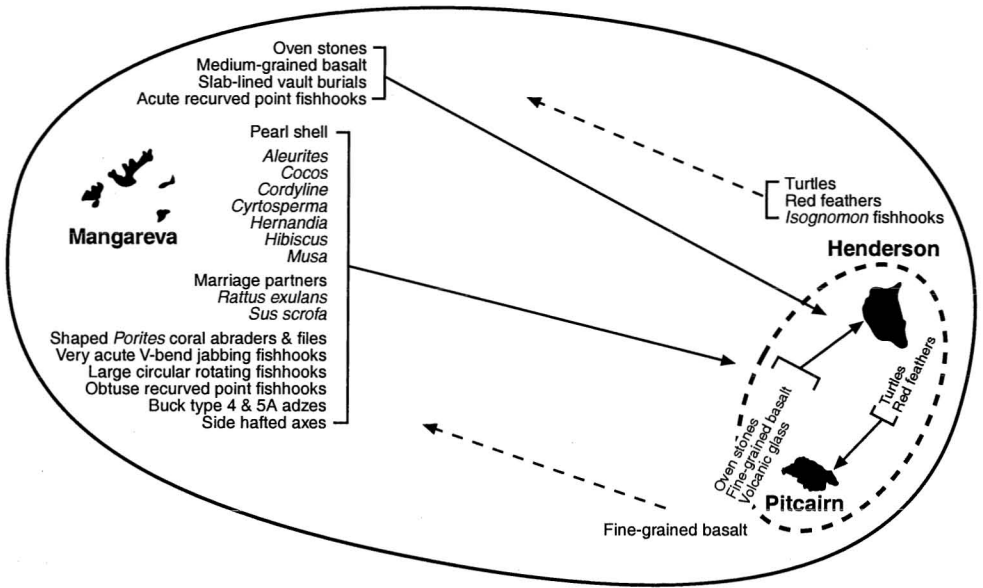 Oven stones
Medium-grained basalt
Slab-lined vault burials
Acute recurved point fishhooks
Pearl shell
Aleurites
Cocos
Cordyline
Cyrtosperma
Hernandia
Hibiscus
Musa
Marriage partners
Rattus exulans
Sus scrofa
Shaped Porites coral abraders & files
Very acute V-bend jabbing fishhooks
Large circular rotating fishhooks
Obtuse recurved point fishhooks
Buck type 4 & 5A adzes
Side hafted axes
Mangareva
Turtles
Red feathers
Isognomon fishhooks
Henderson
Turtles
Red feathers
Oven stones
Fine-grained basalt
Volcanic glass
Pitcairn
Fine-grained basalt